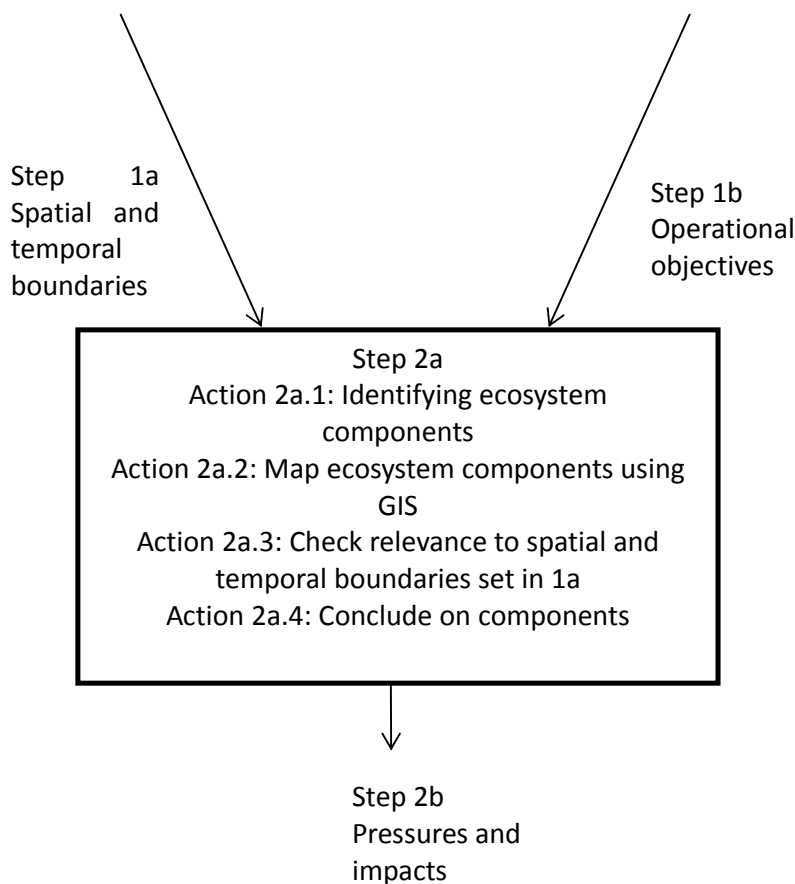 Step 1a
Spatial and
temporal
boundaries
Step 1b
Operational
objectives
Step 2a
Action 2a.1: Identifying ecosystem
components
Action 2a.2: Map ecosystem components using
GIS
Action 2a.3: Check relevance to spatial and
temporal boundaries set in 1a
Action 2a.4: Conclude on components
Step 2b
Pressures and
impacts